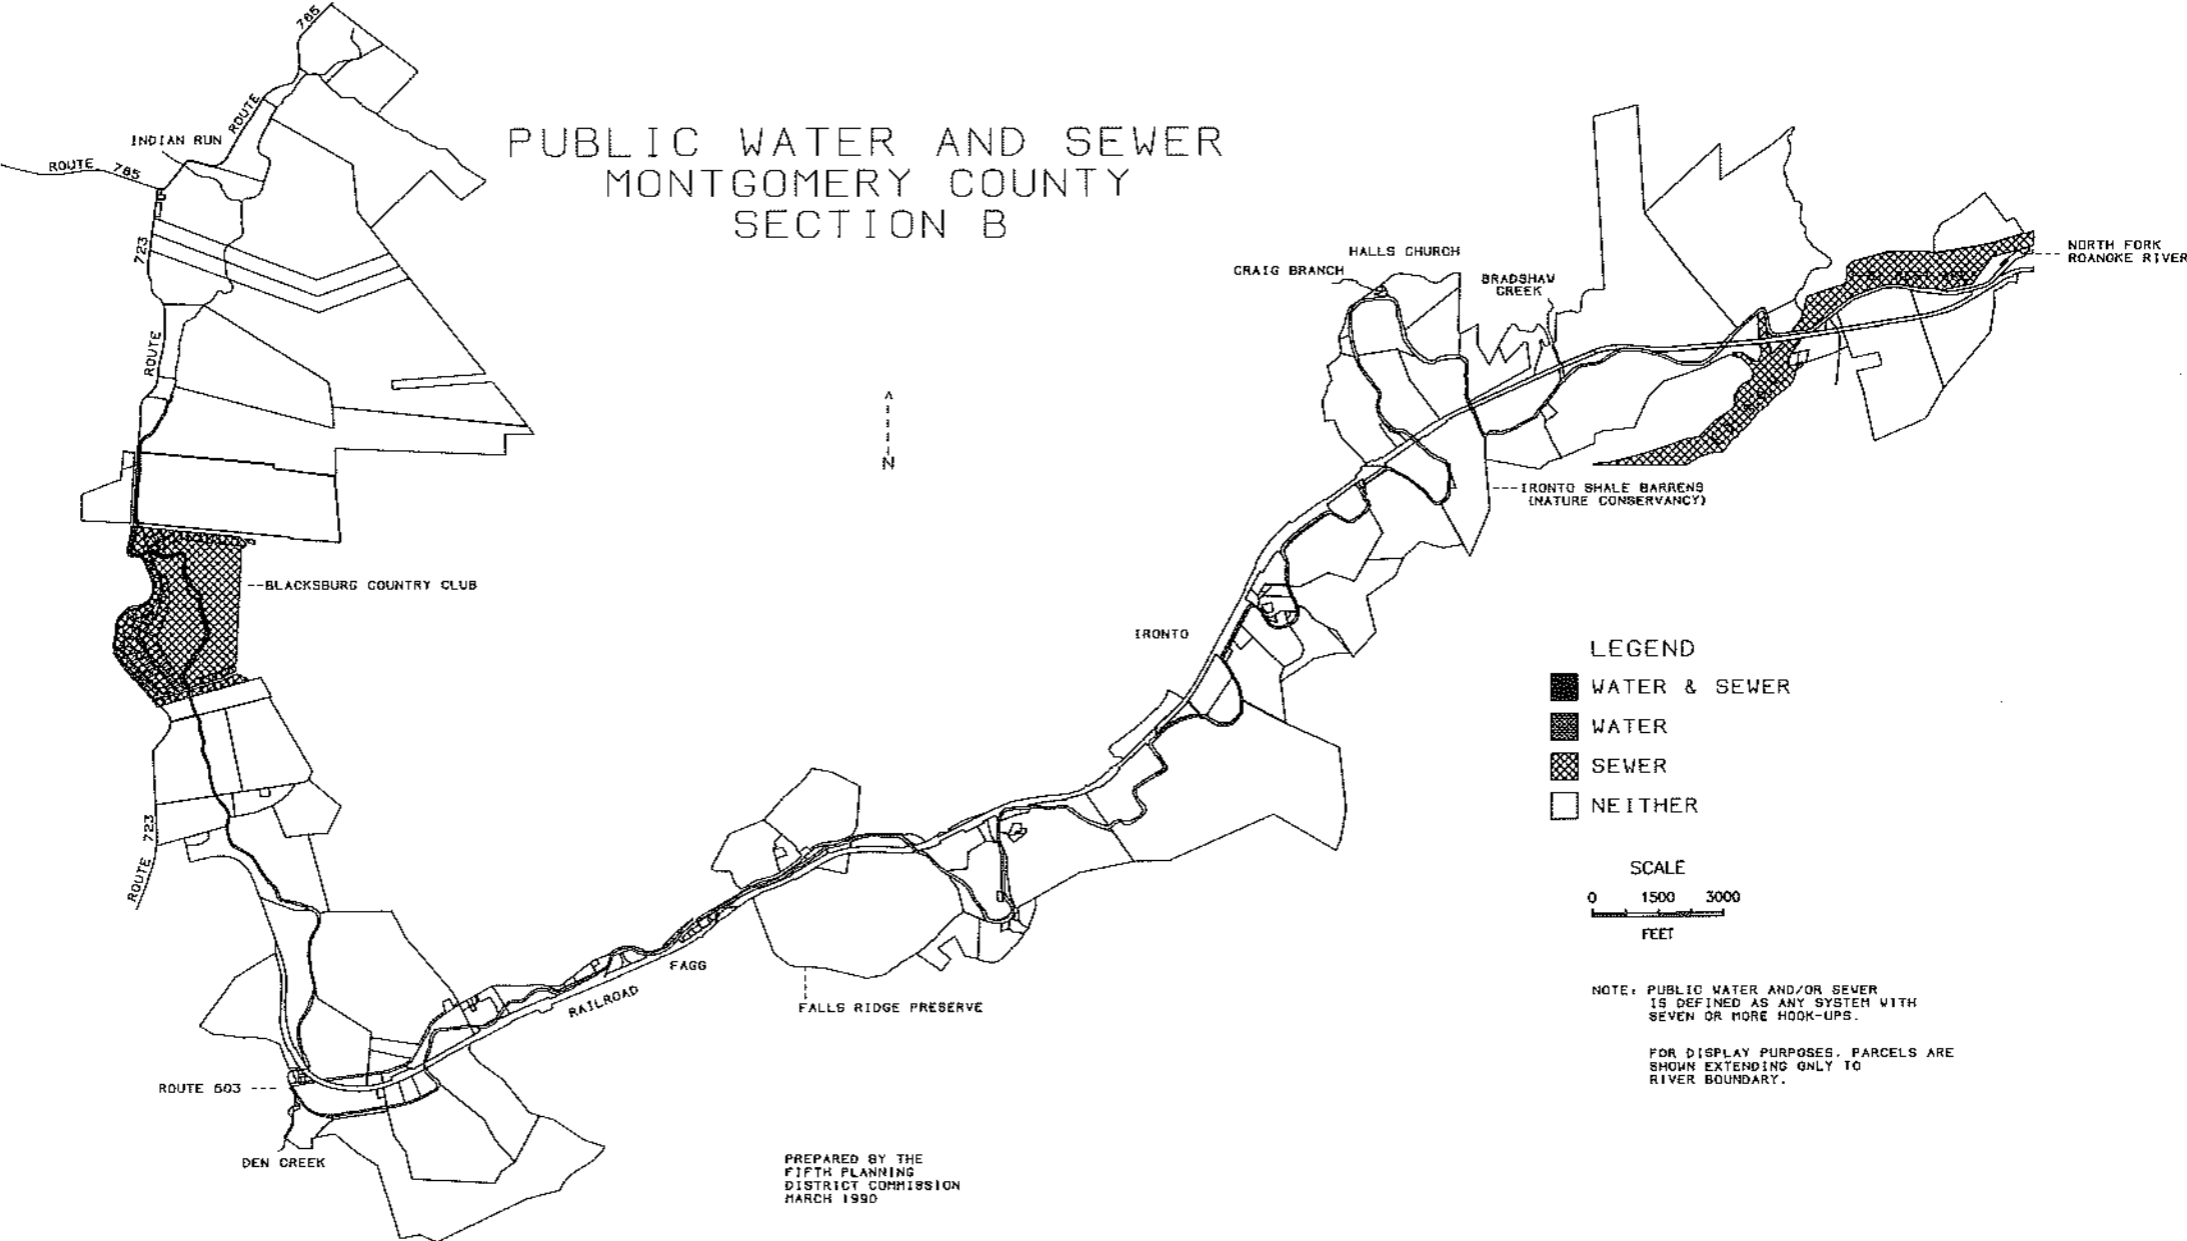 785
ROUTE
INDIAN RUN
ROUTE 785
PUBLIC WATER AND SEWER
MONTGOMERY COUNTY
SECTION B
723
ROUTE
HALLS CHURCH
CRAIG BRANCH
BRADSHAW
CREEK
NORTH FORK
ROANOKE RIVER
N
IRONTO SHALE BARRENS
(NATURE CONSERVANCY)
BLACKSBURG COUNTRY CLUB
IRONTO
LEGEND
WATER & SEWER
WATER
SEWER
NEITHER
ROUTE 723
SCALE
0 1500 3000
FEET
FAGG
RAILROAD
FALLS RIDGE PRESERVE
NOTE: PUBLIC WATER AND/OR SEWER
IS DEFINED AS ANY SYSTEM WITH
SEVEN OR MORE HOOK-UPS.
FOR DISPLAY PURPOSES, PARCELS ARE
SHOWN EXTENDING ONLY TO
RIVER BOUNDARY.
ROUTE 603
DEN CREEK
PREPARED BY THE
FIFTH PLANNING
DISTRICT COMMISSION
MARCH 1990